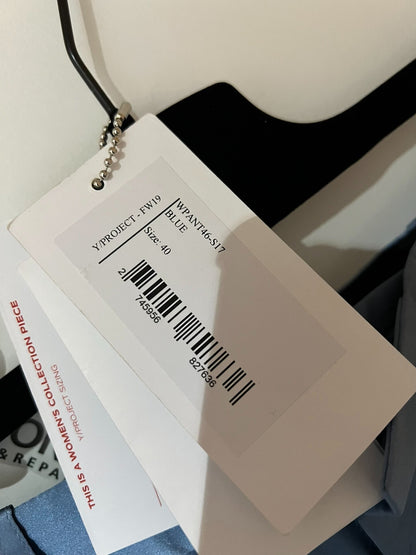 Y/PROJECT - FW19
WPANT46-S17
BLUE
Size: 40
2 745956 827636
THIS IS A WOMEN'S COLLECTION PIECE
Y/PROJECT SIZING
& REPA